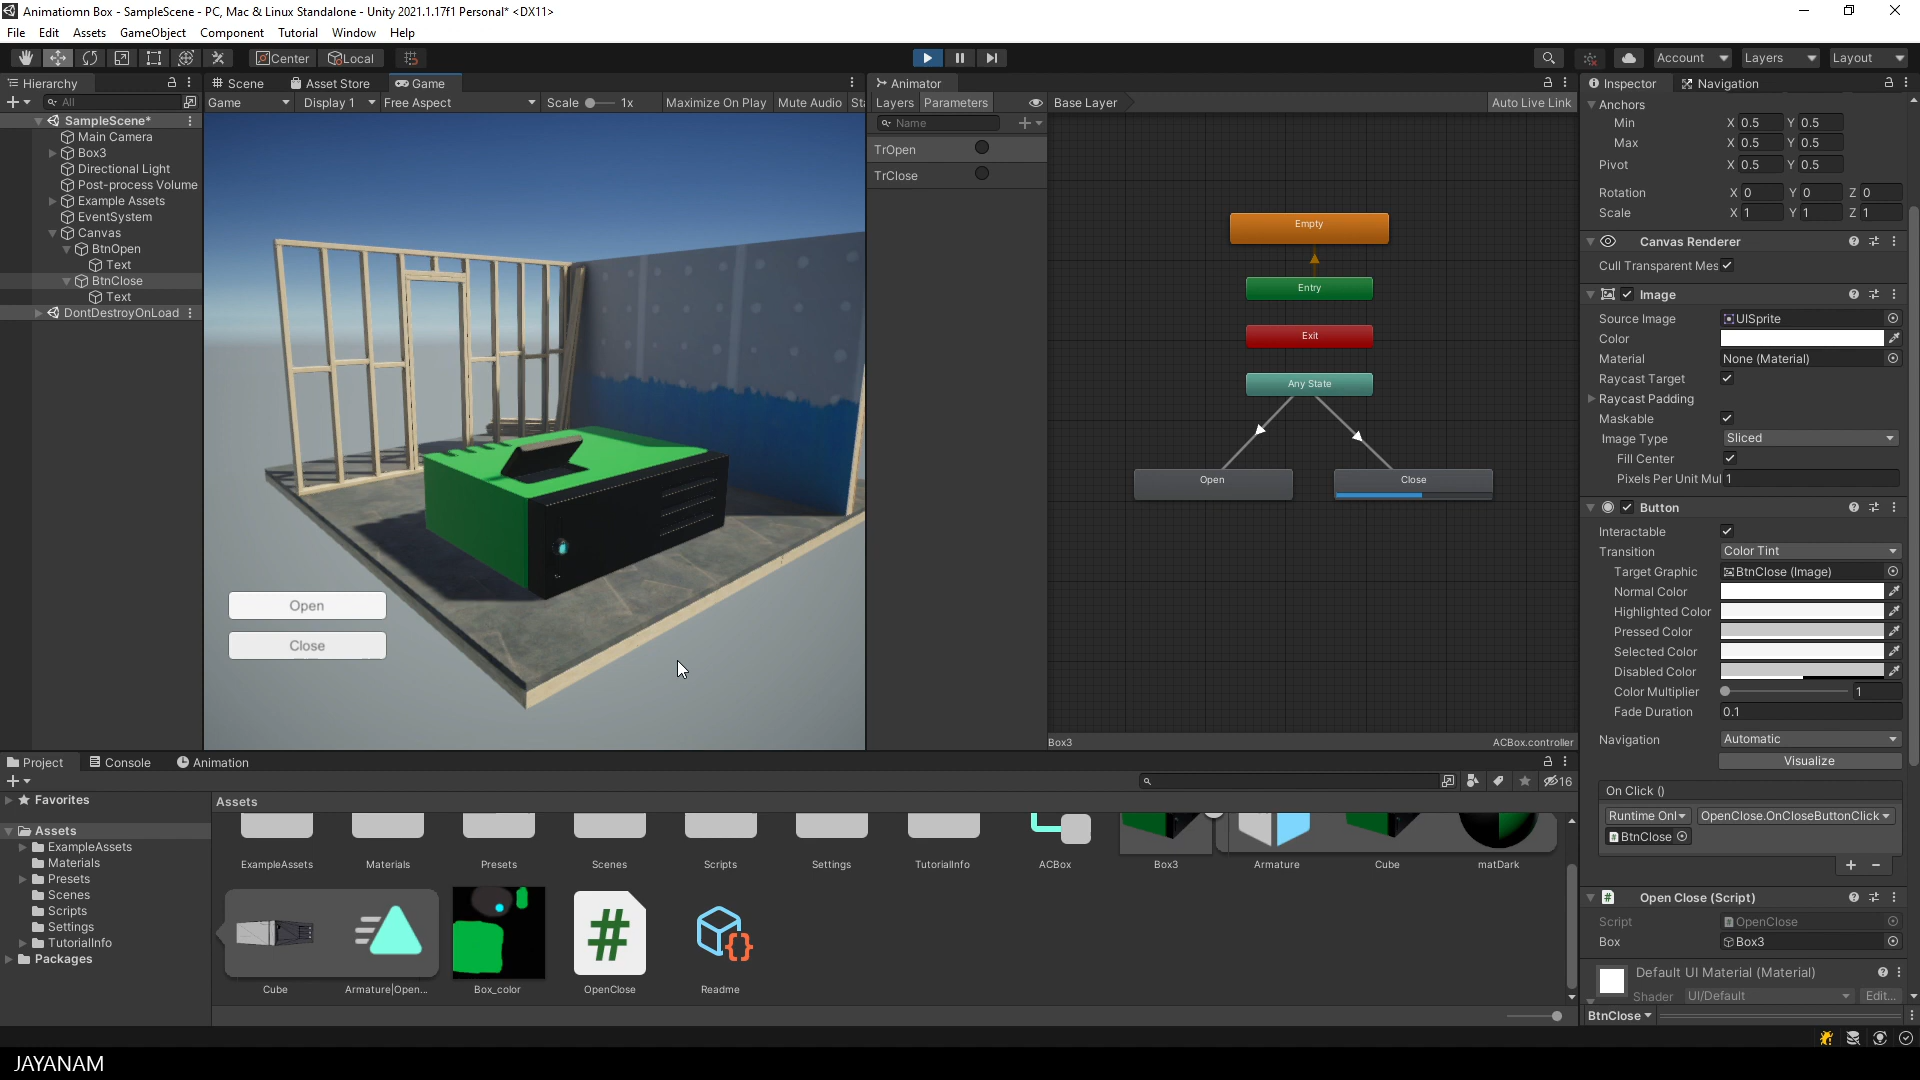 Animatiomn Box - SampleScene - PC, Mac & Linux Standalone - Unity 2021.1.17f1 Personal* <DX11>
File Edit Assets GameObject Component Tutorial Window Help
Center Local Account Layers Layout
Hierarchy
All
SampleScene*
Main Camera
Box3
Directional Light
Post-process Volume
Example Assets
EventSystem
Canvas
BtnOpen
Text
BtnClose
Text
DontDestroyOnLoad
Scene Asset Store Game
Game Display 1 Free Aspect Scale 1x Maximize On Play Mute Audio Sta
Open
Close
Animator
Layers Parameters Base Layer Auto Live Link
Name
TrOpen
TrClose
Empty
Entry
Exit
Any State
Open Close
Box3 ACBox.controller
Inspector Navigation
Anchors
Min X 0.5 Y 0.5
Max X 0.5 Y 0.5
Pivot X 0.5 Y 0.5
Rotation X 0 Y 0 Z 0
Scale X 1 Y 1 Z 1
Canvas Renderer
Cull Transparent Mes
Image
Source Image UISprite
Color
Material None (Material)
Raycast Target
Raycast Padding
Maskable
Image Type Sliced
Fill Center
Pixels Per Unit Mul 1
Button
Interactable
Transition Color Tint
Target Graphic BtnClose (Image)
Normal Color
Highlighted Color
Pressed Color
Selected Color
Disabled Color
Color Multiplier 1
Fade Duration 0.1
Navigation Automatic
Visualize
On Click ()
Runtime Onl OpenClose.OnCloseButtonClick
BtnClose
Open Close (Script)
Script OpenClose
Box Box3
Default UI Material (Material)
Shader UI/Default Edit...
BtnClose
Project Console Animation
16
Favorites
Assets
ExampleAssets
Materials
Presets
Scenes
Scripts
Settings
TutorialInfo
Packages
Assets
ExampleAssets Materials Presets Scenes Scripts Settings TutorialInfo ACBox Box3 Armature Cube matDark
Cube Armature|Open... Box_color OpenClose Readme
JAYANAM